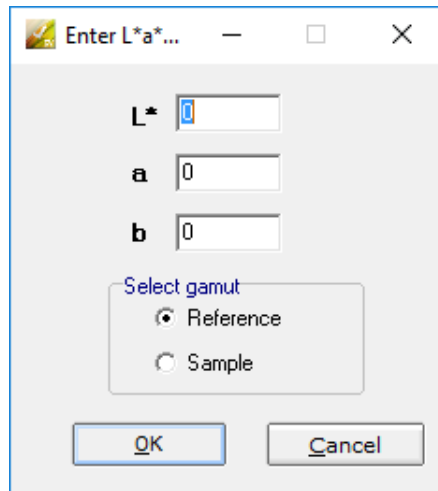 Enter L*a*...
L* 0
a 0
b 0
Select gamut
Reference
Sample
OK Cancel